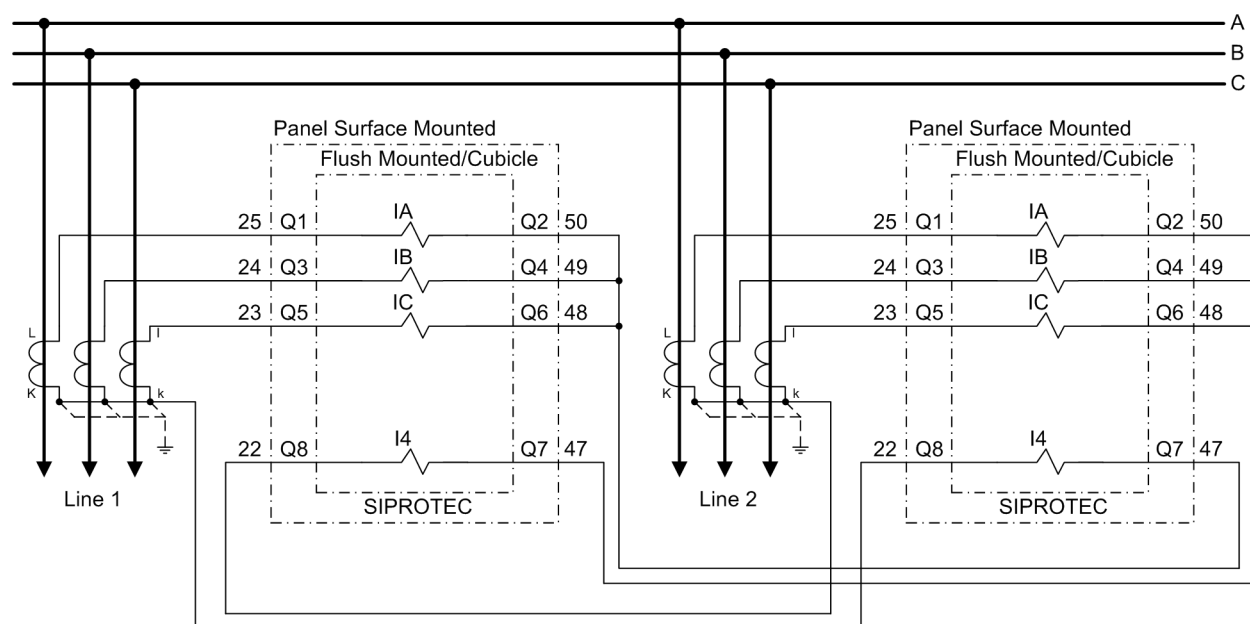 A
B
C
Panel Surface Mounted
Flush Mounted/Cubicle
25 Q1 IA Q2 50
24 Q3 IB Q4 49
23 Q5 IC Q6 48
L l
K k
22 Q8 I4 Q7 47
Line 1
SIPROTEC
Panel Surface Mounted
Flush Mounted/Cubicle
25 Q1 IA Q2 50
24 Q3 IB Q4 49
23 Q5 IC Q6 48
L l
K k
22 Q8 I4 Q7 47
Line 2
SIPROTEC